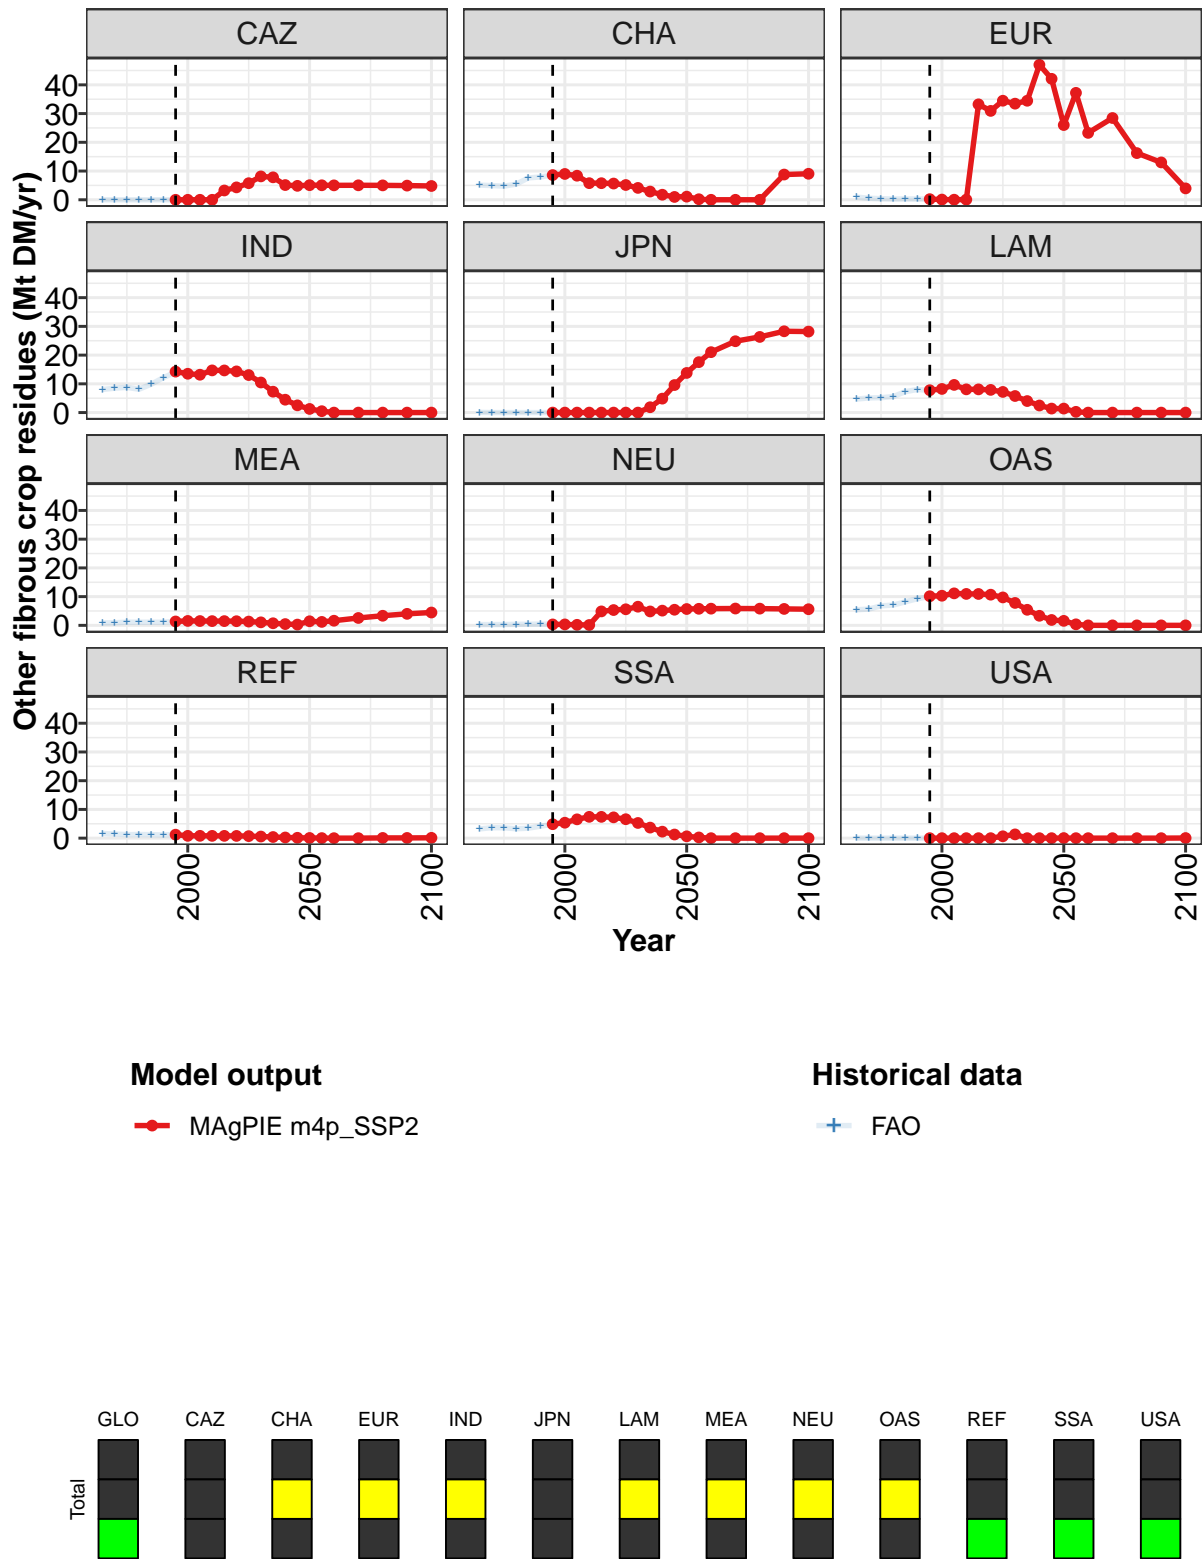 CAZ CHA EUR
Other fibrous crop residues (Mt DM/yr)
40
30
20
10
0
IND JPN LAM
40
30
20
10
0
MEA NEU OAS
40
30
20
10
0
REF SSA USA
40
30
20
10
0
2000 2050 2100 2000 2050 2100 2000 2050 2100
Year
Model output Historical data
MAgPIE m4p_SSP2 FAO
GLO CAZ CHA EUR IND JPN LAM MEA NEU OAS REF SSA USA
Total